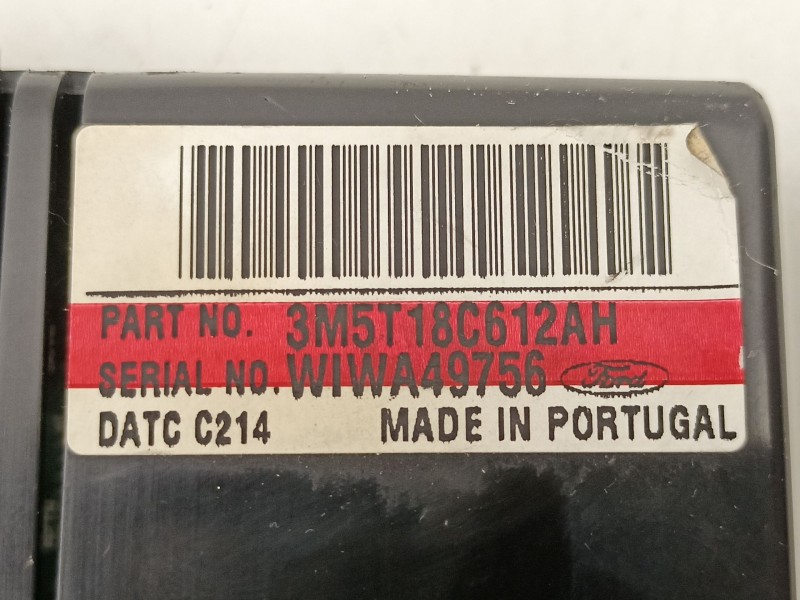 PART NO. 3M5T18C612AH
SERIAL NO. WIWA49756 Ford
DATC C214 MADE IN PORTUGAL